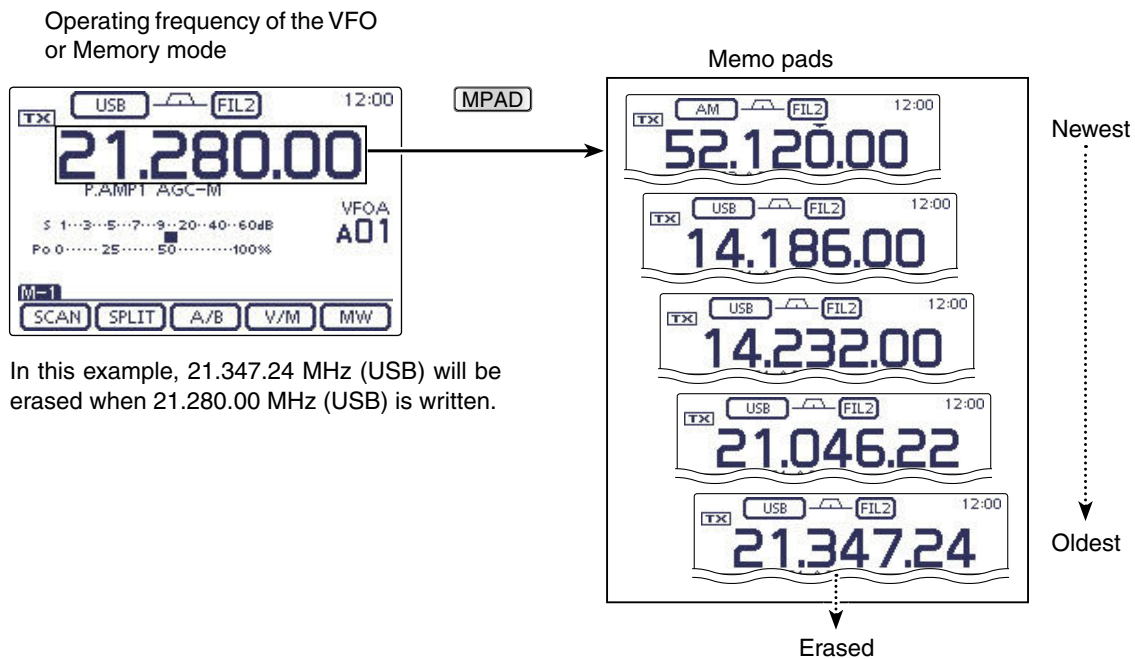 Operating frequency of the VFO
or Memory mode
USB FIL2 12:00
TX
21.280.00
P.AMP1 AGC-M
S 1···3···5···7···9···20···40···60dB
VFOA
A01
Po 0······25······50··········100%
M-1
SCAN SPLIT A/B V/M MW
In this example, 21.347.24 MHz (USB) will be
erased when 21.280.00 MHz (USB) is written.
MPAD
Memo pads
AM FIL2 12:00
TX
52.120.00
USB FIL2 12:00
TX
14.186.00
USB FIL2 12:00
TX
14.232.00
USB FIL2 12:00
TX
21.046.22
USB FIL2 12:00
TX
21.347.24
Newest
Oldest
Erased